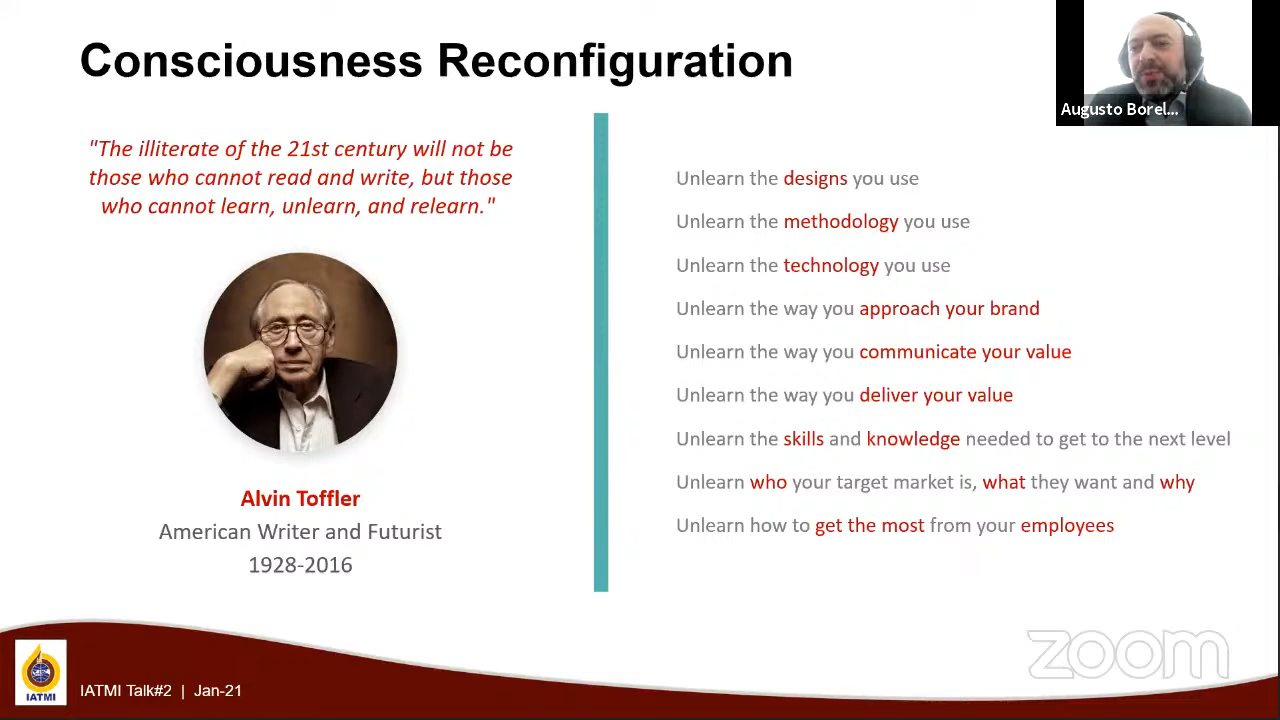 Consciousness Reconfiguration
Augusto Borel...
"The illiterate of the 21st century will not be
those who cannot read and write, but those
who cannot learn, unlearn, and relearn."
Alvin Toffler
American Writer and Futurist
1928-2016
Unlearn the designs you use
Unlearn the methodology you use
Unlearn the technology you use
Unlearn the way you approach your brand
Unlearn the way you communicate your value
Unlearn the way you deliver your value
Unlearn the skills and knowledge needed to get to the next level
Unlearn who your target market is, what they want and why
Unlearn how to get the most from your employees
IATMI
IATMI Talk#2 | Jan-21
zoom